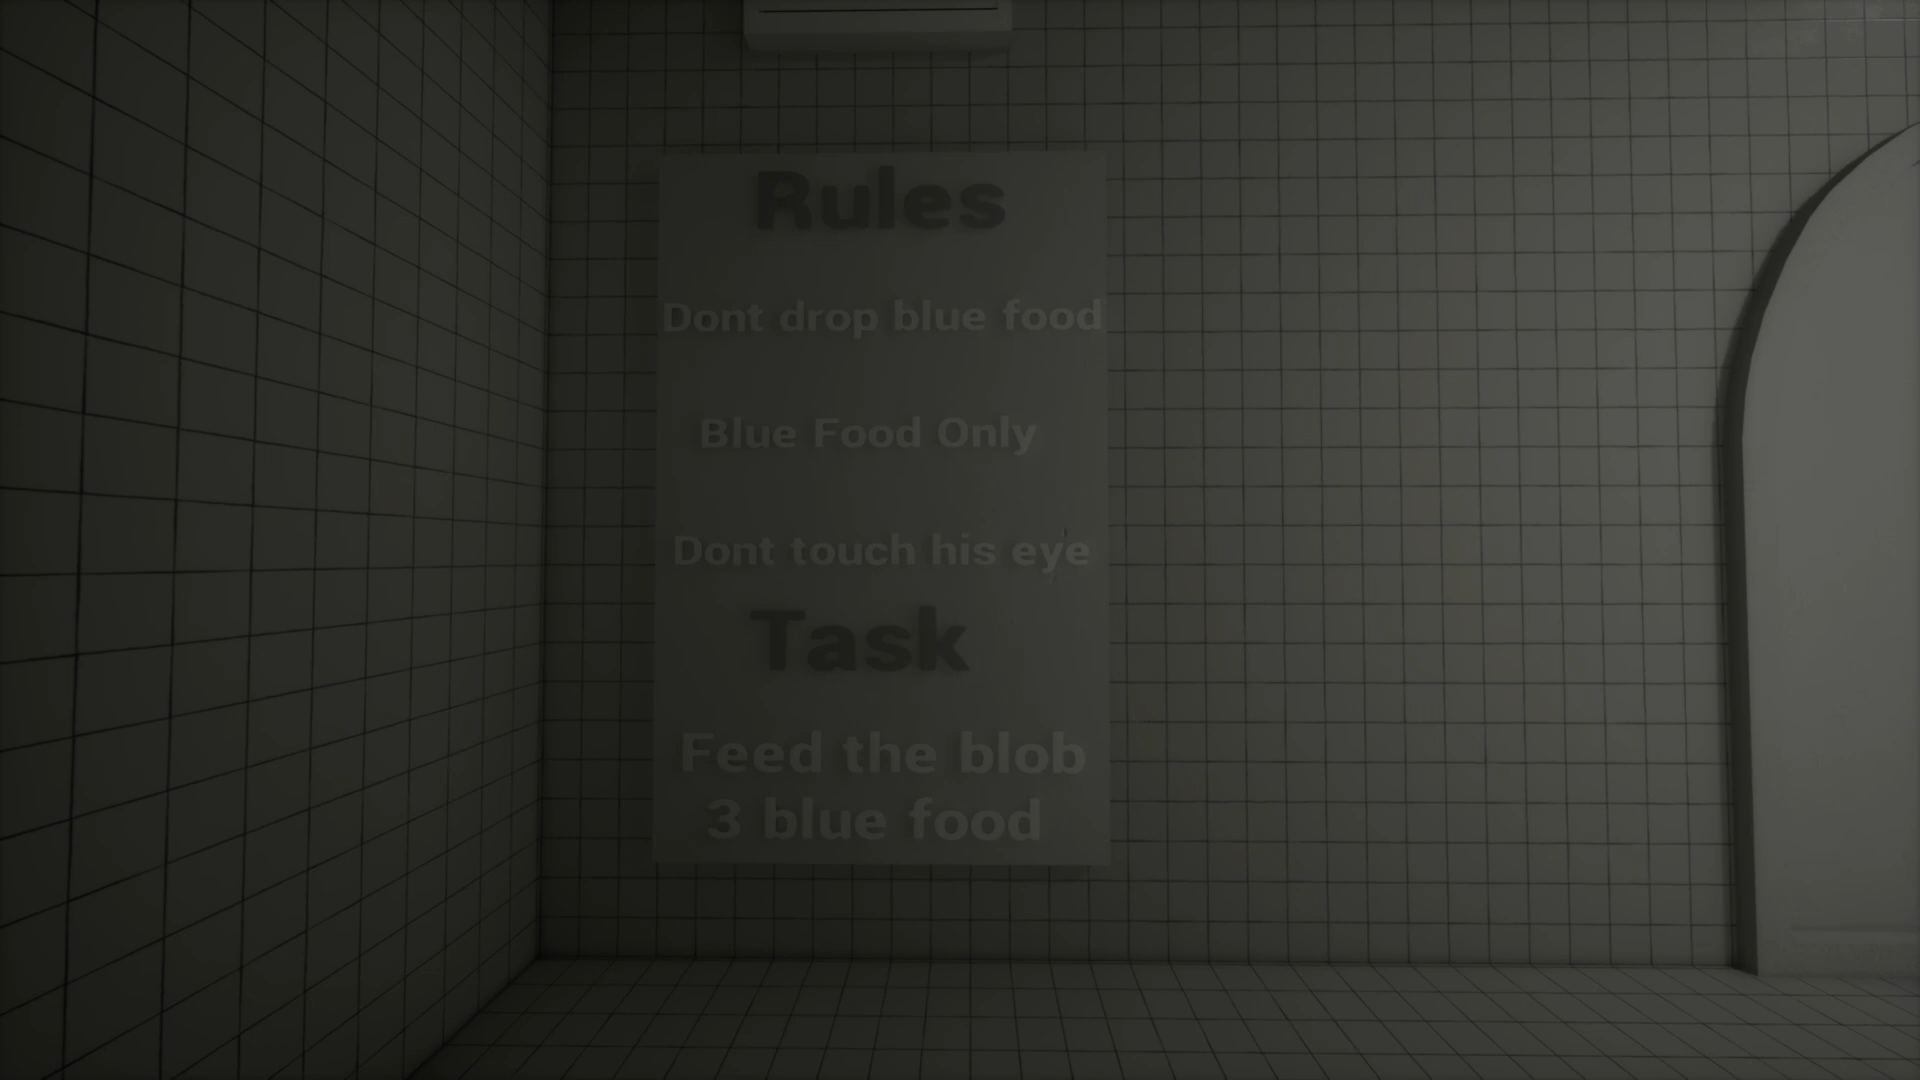 Rules
Dont drop blue food
Blue Food Only
Dont touch his eye
Task
Feed the blob
3 blue food